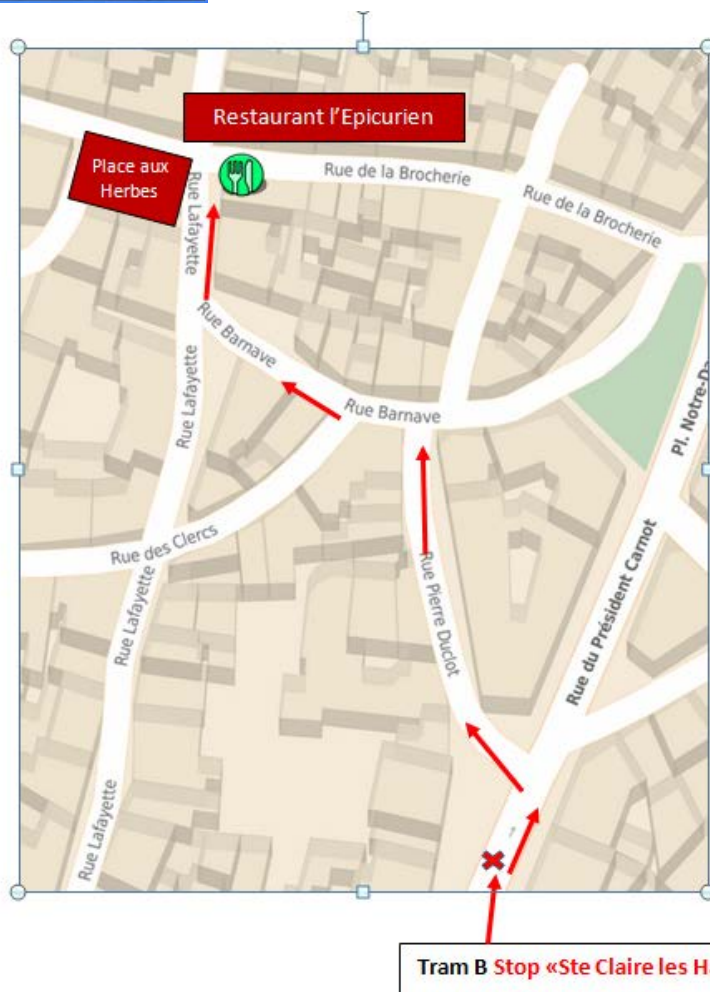 Restaurant l’Epicurien
Place aux
Herbes
Rue de la Brocherie
Rue de la Brocherie
Rue Lafayette
Rue Barnave
Rue Lafayette
Rue Barnave
Pl. Notre-Da
Rue des Clercs
Rue Lafayette
Rue Pierre Duclot
Rue du Président Carnot
Rue Lafayette
Tram B Stop «Ste Claire les H